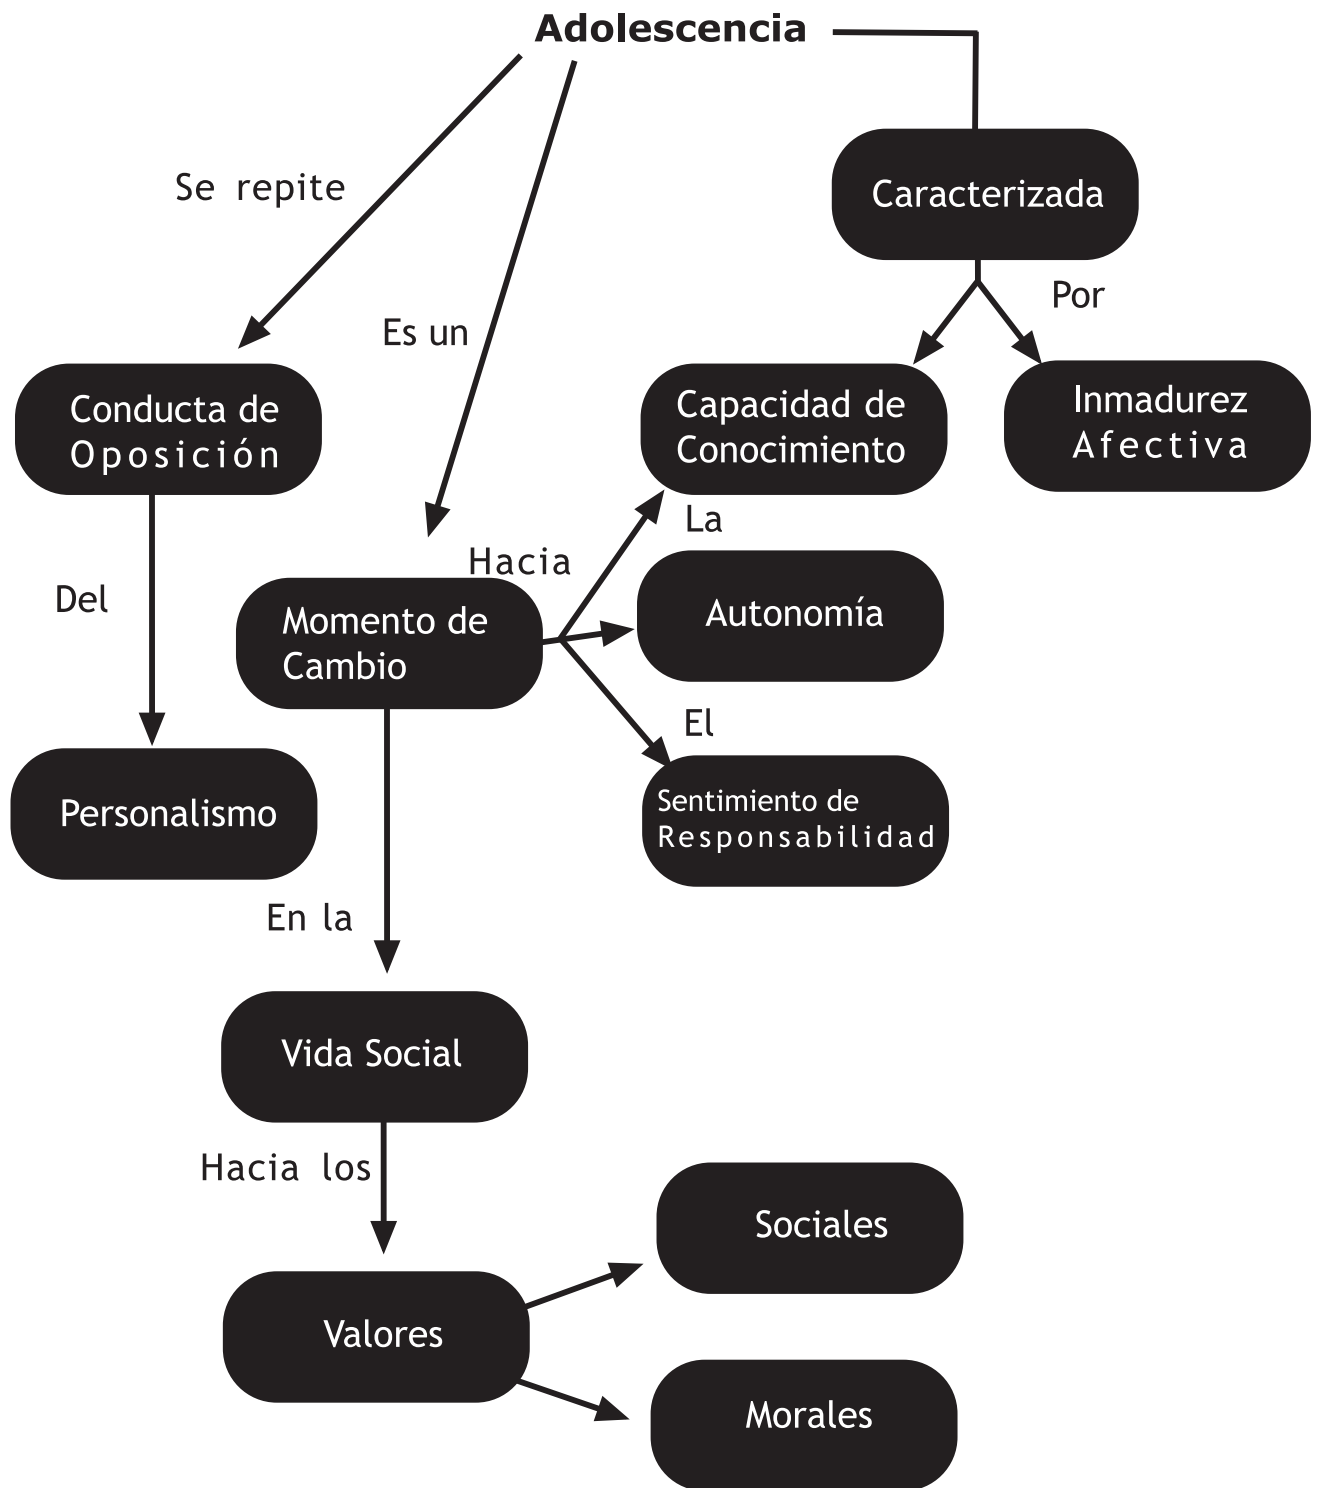 Adolescencia
Se repite
Caracterizada
Por
Es un
Conducta de
Oposición
Capacidad de
Conocimiento
Inmadurez
Afectiva
La
Hacia
Del
Momento de
Cambio
Autonomía
El
Personalismo
Sentimiento de
Responsabilidad
En la
Vida Social
Hacia los
Sociales
Valores
Morales